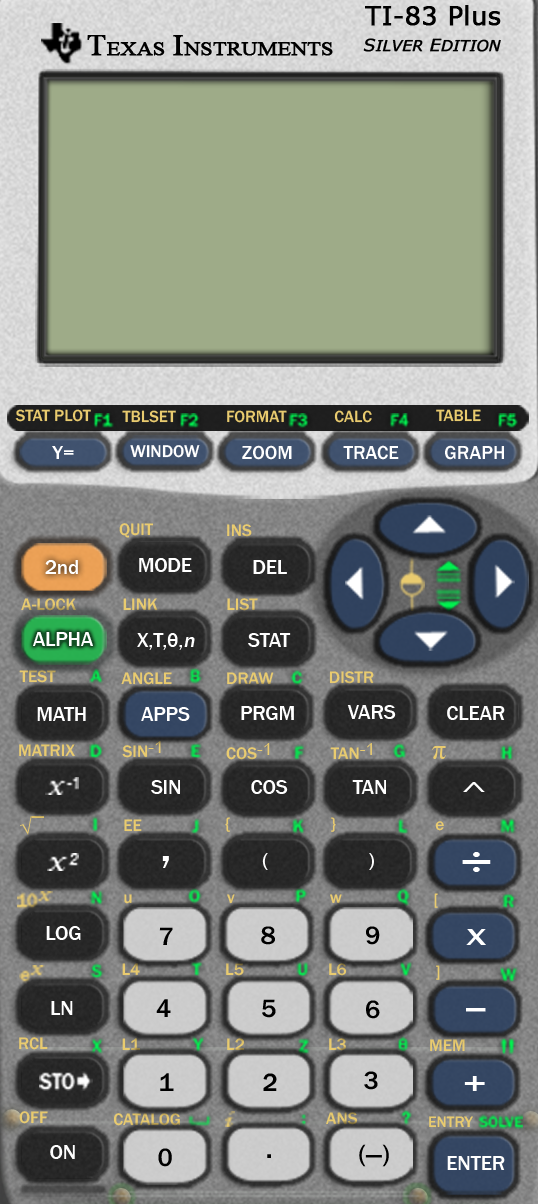 TI-83 Plus
TEXAS INSTRUMENTS
SILVER EDITION
STAT PLOT F1 TBLSET F2 FORMAT F3 CALC F4 TABLE F5
Y= WINDOW ZOOM TRACE GRAPH
QUIT INS
2nd MODE DEL
A-LOCK LINK LIST
ALPHA X,T,θ,n STAT
TEST A ANGLE B DRAW C DISTR
MATH APPS PRGM VARS CLEAR
MATRIX D SIN⁻¹ E COS⁻¹ F TAN⁻¹ G π H
x⁻¹ SIN COS TAN ^
√ I EE J { K } L e M
x² , ( ) ÷
10ˣ N u O v P w Q [ R
LOG 7 8 9 x
eˣ S L4 T L5 U L6 V ] W
LN 4 5 6 −
RCL X L1 Y L2 Z L3 MEM "
STO➧ 1 2 3 +
OFF CATALOG i : ANS ? ENTRY SOLVE
ON 0 . (−) ENTER